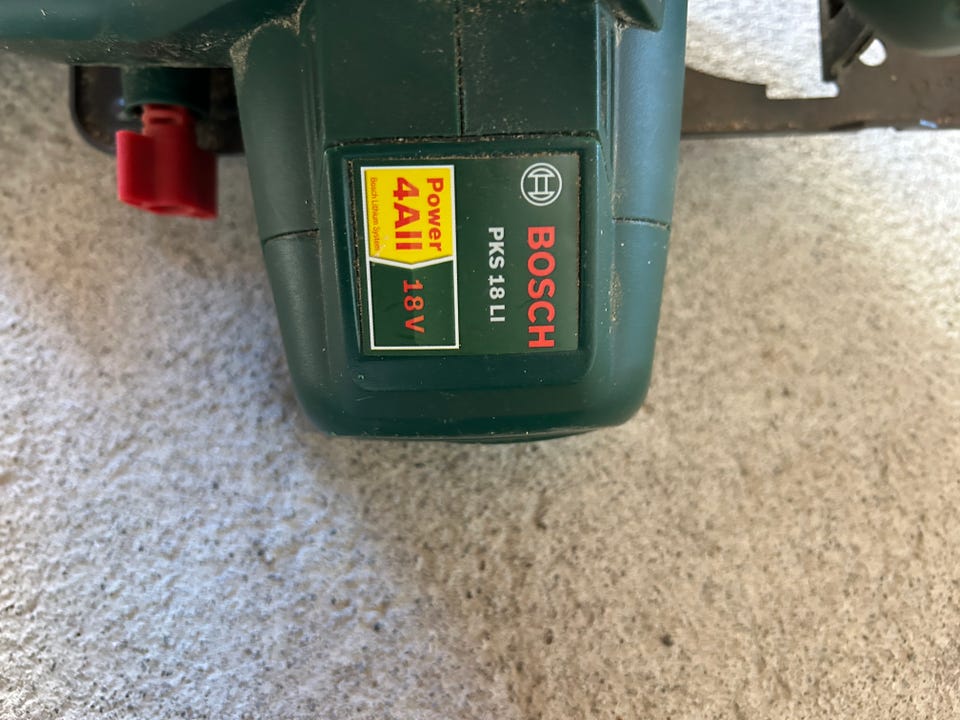 BOSCH
PKS 18 LI
Power
4All
Bosch Lithium System
18V